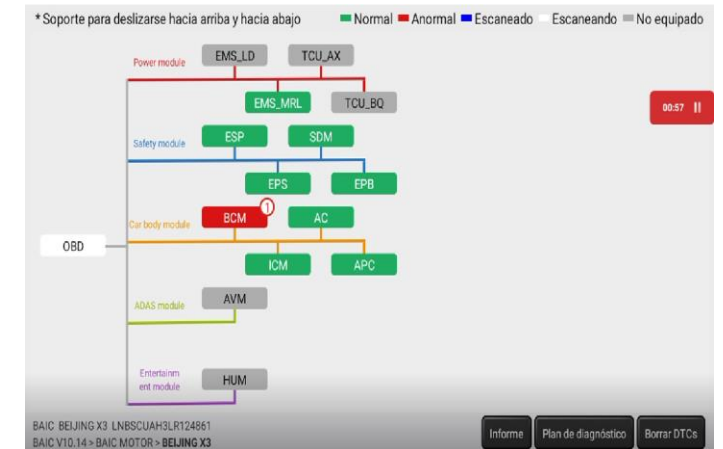 *Soporte para deslizarse hacia arriba y hacia abajo
Normal Anormal Escaneado Escaneando No equipado
Power module
EMS_LD TCU_AX
EMS_MRL TCU_BQ
00:57
Safety module
ESP SDM
EPS EPB
Car body module
BCM 1 AC
ICM APC
OBD
ADAS module
AVM
Entertainm
ent module
HUM
BAIC BEIJING X3 LNBSCUAH3LR124861
BAIC V10.14 > BAIC MOTOR > BEIJING X3
Informe Plan de diagnóstico Borrar DTCs